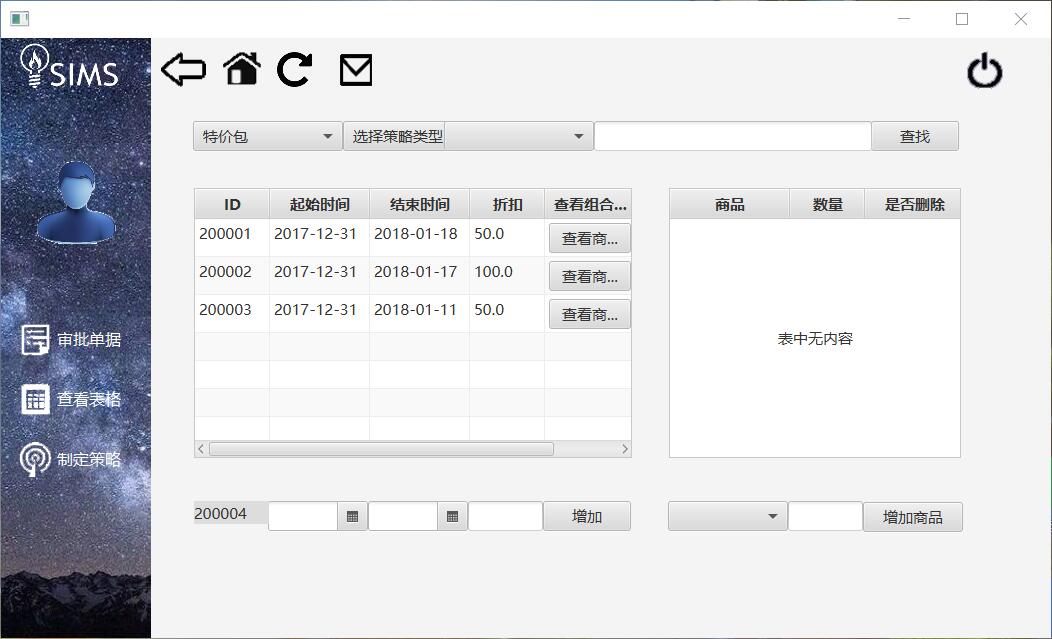 SIMS
特价包 选择策略类型 查找
ID 起始时间 结束时间 折扣 查看组合...
200001 2017-12-31 2018-01-18 50.0 查看商...
200002 2017-12-31 2018-01-17 100.0 查看商...
200003 2017-12-31 2018-01-11 50.0 查看商...
商品 数量 是否删除
表中无内容
审批单据
查看表格
制定策略
200004 增加 增加商品